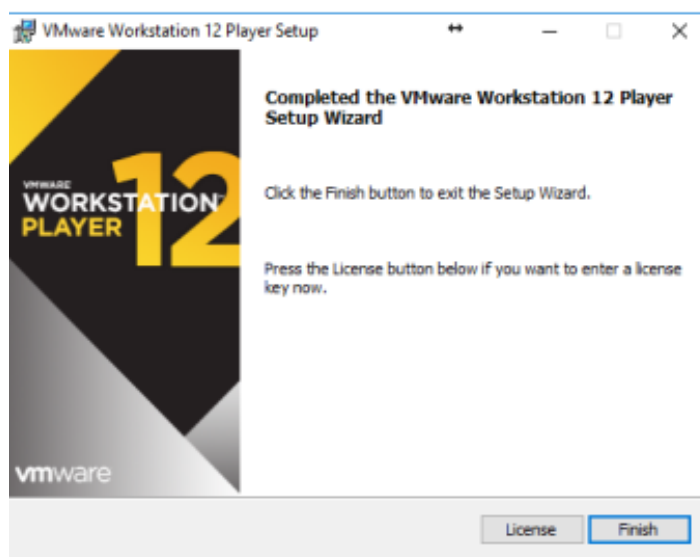 VMware Workstation 12 Player Setup
Completed the VMware Workstation 12 Player
Setup Wizard
Click the Finish button to exit the Setup Wizard.
Press the License button below if you want to enter a license
key now.
VMWARE
WORKSTATION
PLAYER
12
vmware
License
Finish